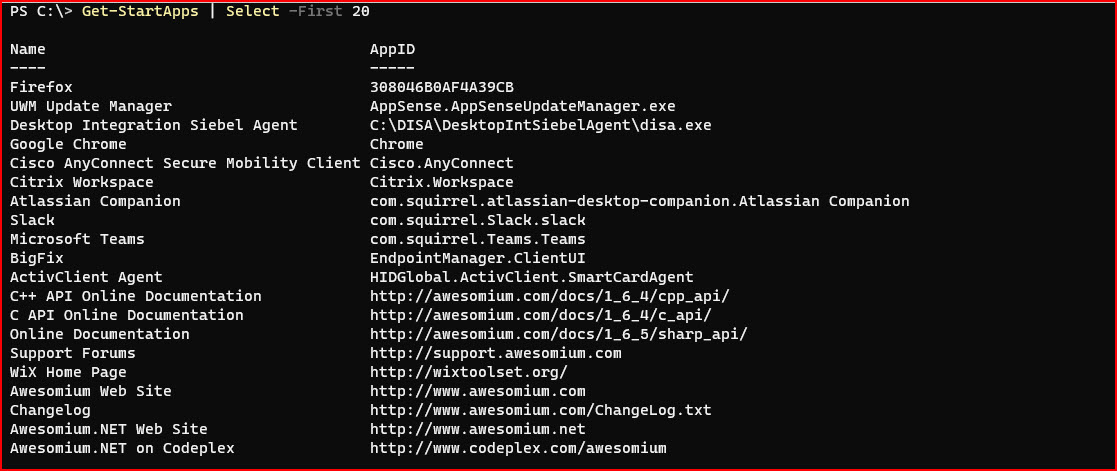 PS C:\> Get-StartApps | Select -First 20
Name AppID
---- -----
Firefox 308046B0AF4A39CB
UWM Update Manager AppSense.AppSenseUpdateManager.exe
Desktop Integration Siebel Agent C:\DISA\DesktopIntSiebelAgent\disa.exe
Google Chrome Chrome
Cisco AnyConnect Secure Mobility Client Cisco.AnyConnect
Citrix Workspace Citrix.Workspace
Atlassian Companion com.squirrel.atlassian-desktop-companion.Atlassian Companion
Slack com.squirrel.Slack.slack
Microsoft Teams com.squirrel.Teams.Teams
BigFix EndpointManager.ClientUI
ActivClient Agent HIDGlobal.ActivClient.SmartCardAgent
C++ API Online Documentation http://awesomium.com/docs/1_6_4/cpp_api/
C API Online Documentation http://awesomium.com/docs/1_6_4/c_api/
Online Documentation http://awesomium.com/docs/1_6_5/sharp_api/
Support Forums http://support.awesomium.com
WiX Home Page http://wixtoolset.org/
Awesomium Web Site http://www.awesomium.com
Changelog http://www.awesomium.com/ChangeLog.txt
Awesomium.NET Web Site http://www.awesomium.net
Awesomium.NET on Codeplex http://www.codeplex.com/awesomium